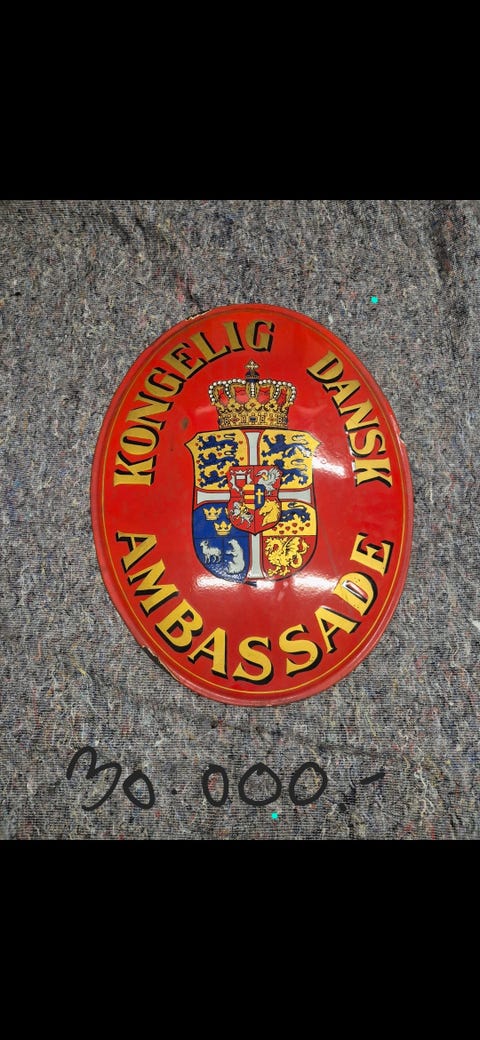 KONGELIG DANSK
AMBASSADE
30.000,-